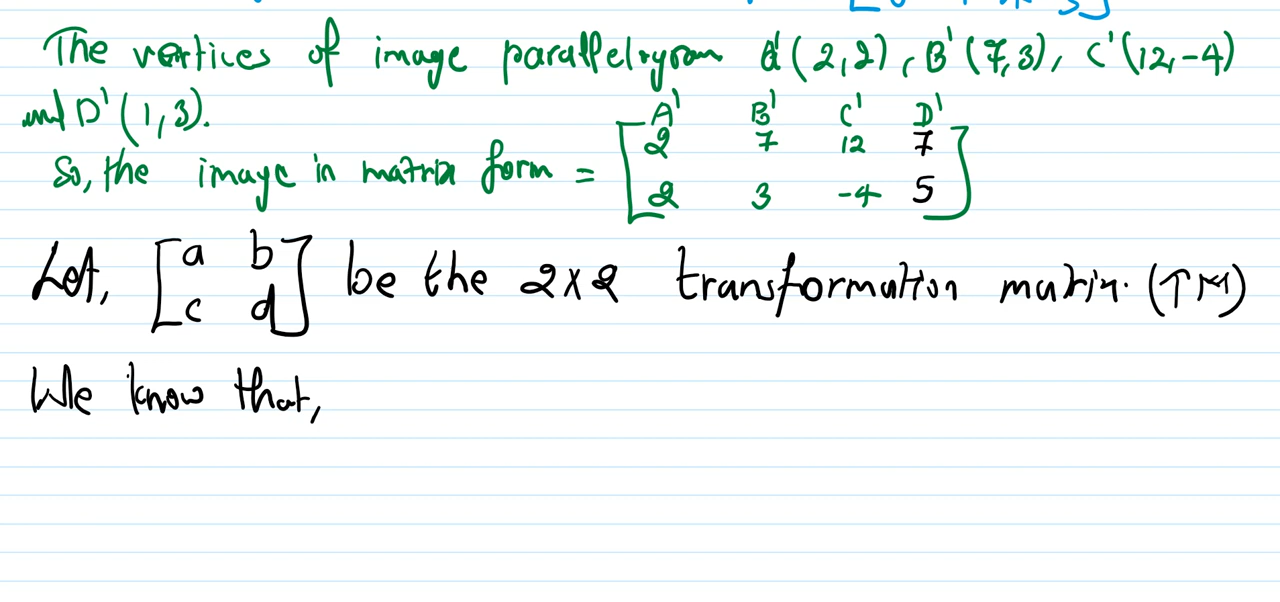 The vertices of image parallelogram A'(2,2), B'(7,3), C'(12,-4)
and D'(1,3).
A' B' C' D'
So, the image in matrix form = [2 7 12 7
2 3 -4 5]
Let, [a b
c d] be the 2x2 transformation matrix. (TM)
We know that,